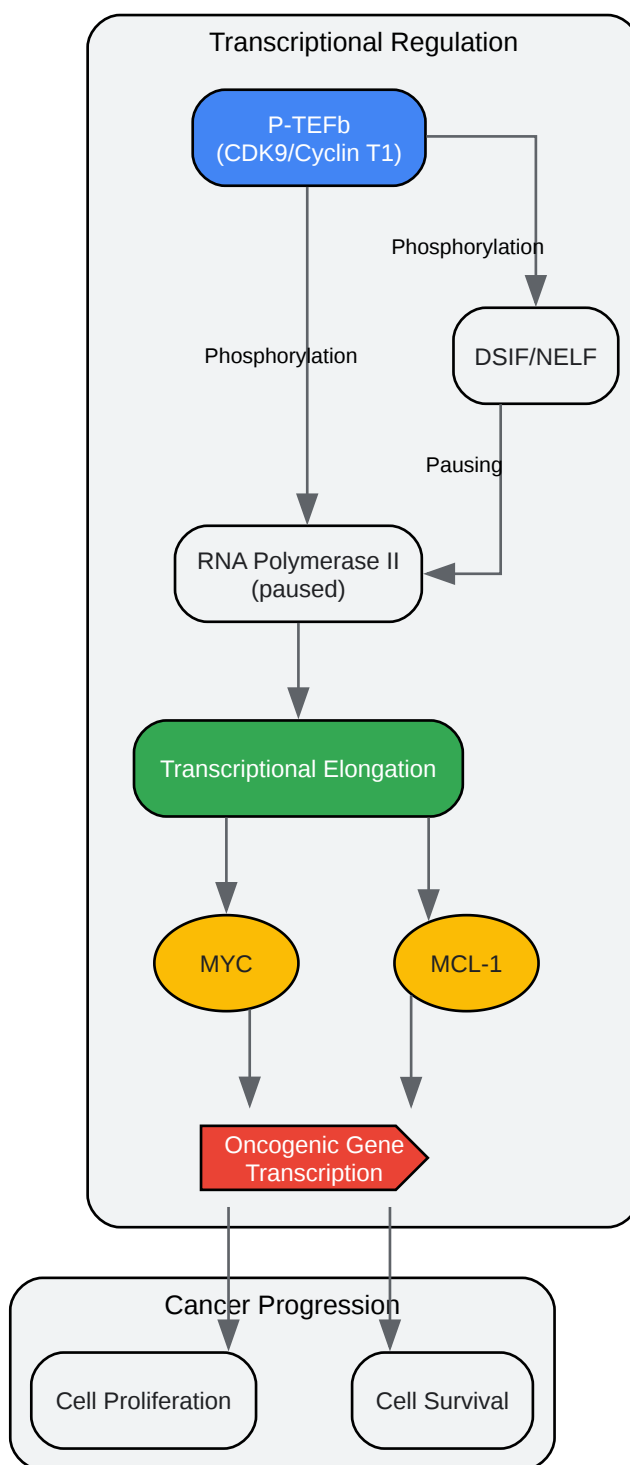 Transcriptional Regulation
P-TEFb
(CDK9/Cyclin T1)
Phosphorylation
DSIF/NELF
Phosphorylation
Pausing
RNA Polymerase II
(paused)
Transcriptional Elongation
MYC
MCL-1
Oncogenic Gene
Transcription
Cancer Progression
Cell Proliferation
Cell Survival